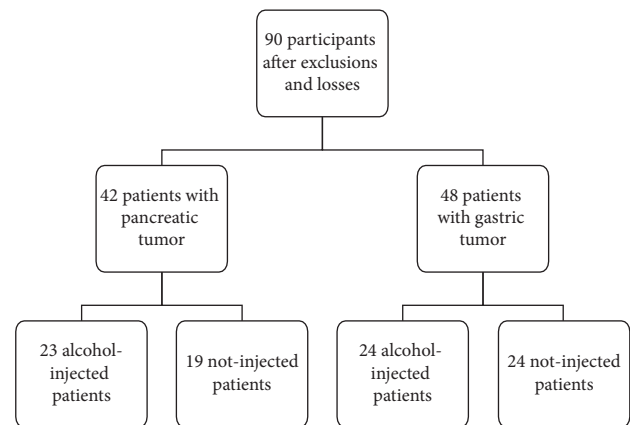 90 participants
after exclusions
and losses
42 patients with
pancreatic
tumor
48 patients
with gastric
tumor
23 alcohol-
injected
patients
19 not-injected
patients
24 alcohol-
injected
patients
24 not-injected
patients